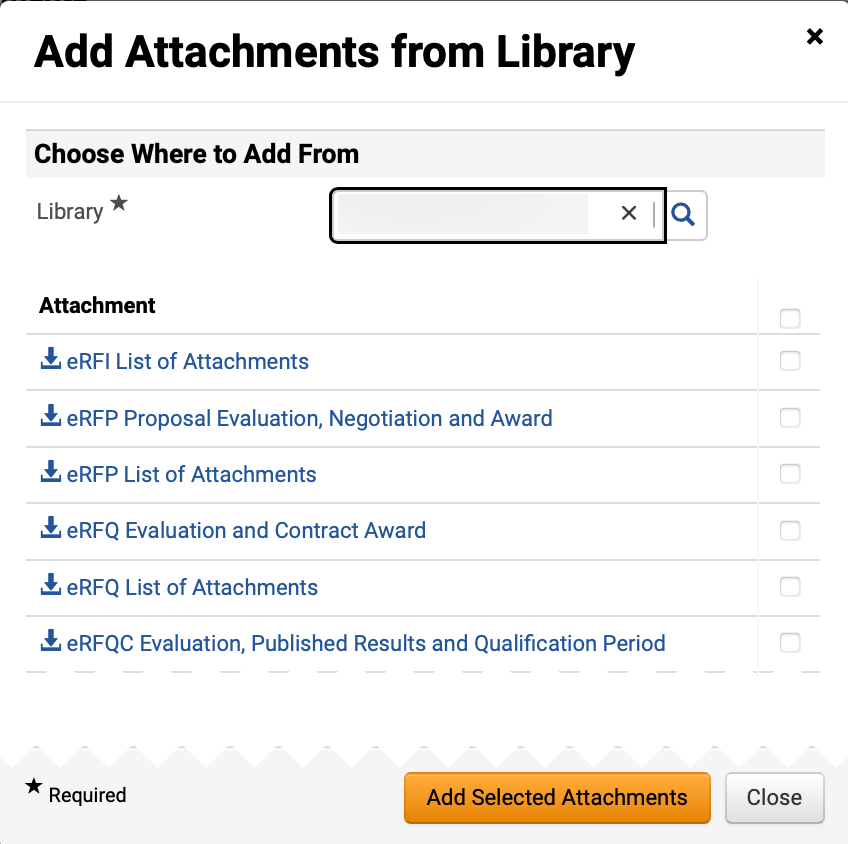 Add Attachments from Library
Choose Where to Add From
Library ★
Attachment
eRFI List of Attachments
eRFP Proposal Evaluation, Negotiation and Award
eRFP List of Attachments
eRFQ Evaluation and Contract Award
eRFQ List of Attachments
eRFQC Evaluation, Published Results and Qualification Period
★ Required
Add Selected Attachments
Close